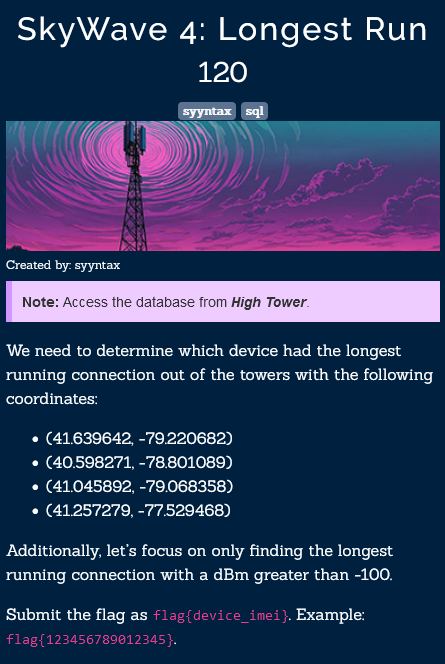 SkyWave 4: Longest Run
120
syyntax sql
Created by: syyntax
Note: Access the database from High Tower.
We need to determine which device had the longest
running connection out of the towers with the following
coordinates:
• (41.639642, -79.220682)
• (40.598271, -78.801089)
• (41.045892, -79.068358)
• (41.257279, -77.529468)
Additionally, let's focus on only finding the longest
running connection with a dBm greater than -100.
Submit the flag as flag{device_imei}. Example:
flag{123456789012345}.